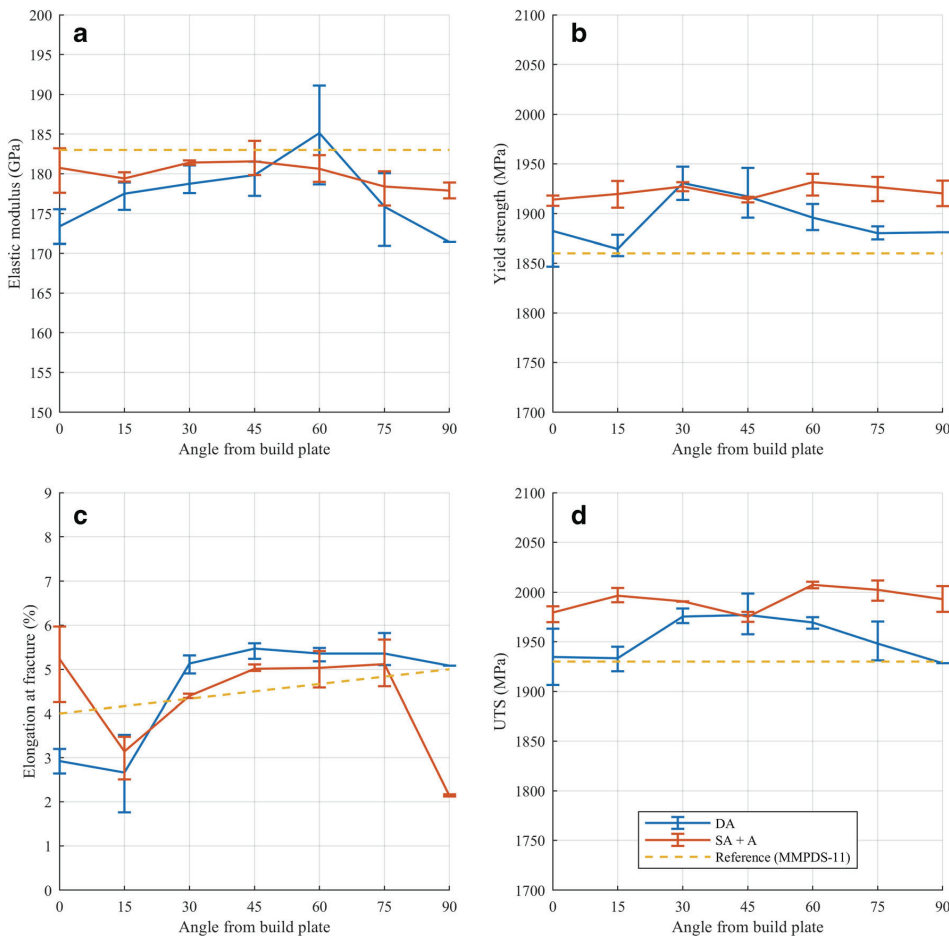 a
200
195
190
185
180
175
170
165
160
155
150
Elastic modulus (GPa)
0 15 30 45 60 75 90
Angle from build plate
b
2100
2050
2000
1950
1900
1850
1800
1750
1700
Yield strength (MPa)
0 15 30 45 60 75 90
Angle from build plate
c
9
8
7
6
5
4
3
2
1
0
Elongation at fracture (%)
0 15 30 45 60 75 90
Angle from build plate
d
2100
2050
2000
1950
1900
1850
1800
1750
1700
UTS (MPa)
DA
SA + A
Reference (MMPDS-11)
0 15 30 45 60 75 90
Angle from build plate